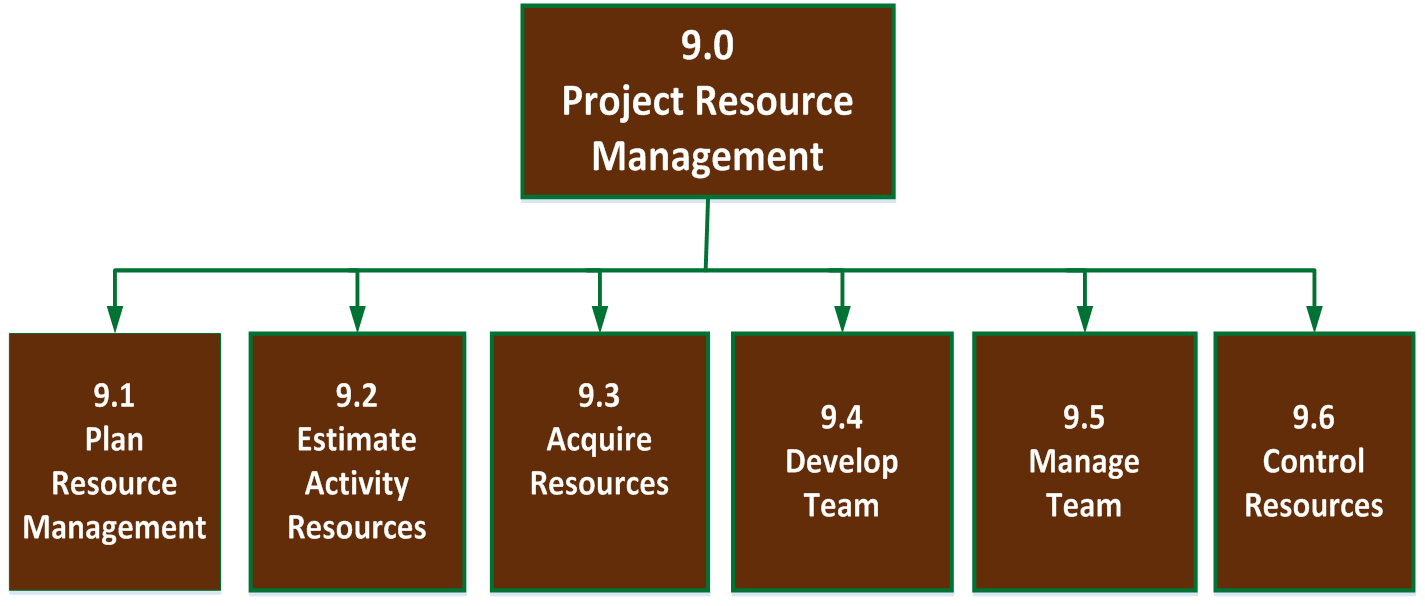 9.0
Project Resource
Management
9.1
Plan
Resource
Management
9.2
Estimate
Activity
Resources
9.3
Acquire
Resources
9.4
Develop
Team
9.5
Manage
Team
9.6
Control
Resources